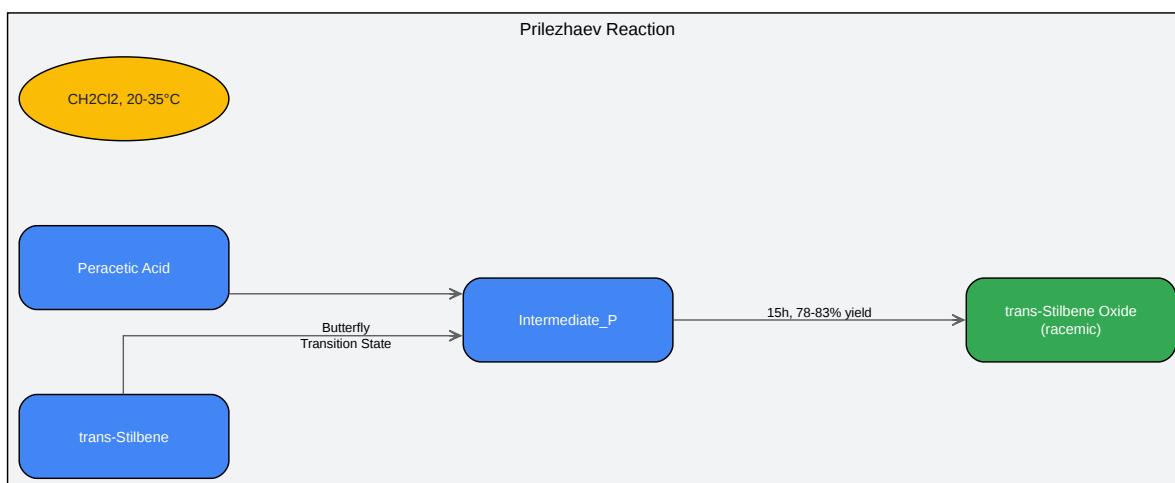 Prilezhaev Reaction
CH2Cl2, 20-35°C
Peracetic Acid
Butterfly
Transition State
trans-Stilbene
Intermediate_P
15h, 78-83% yield
trans-Stilbene Oxide
(racemic)